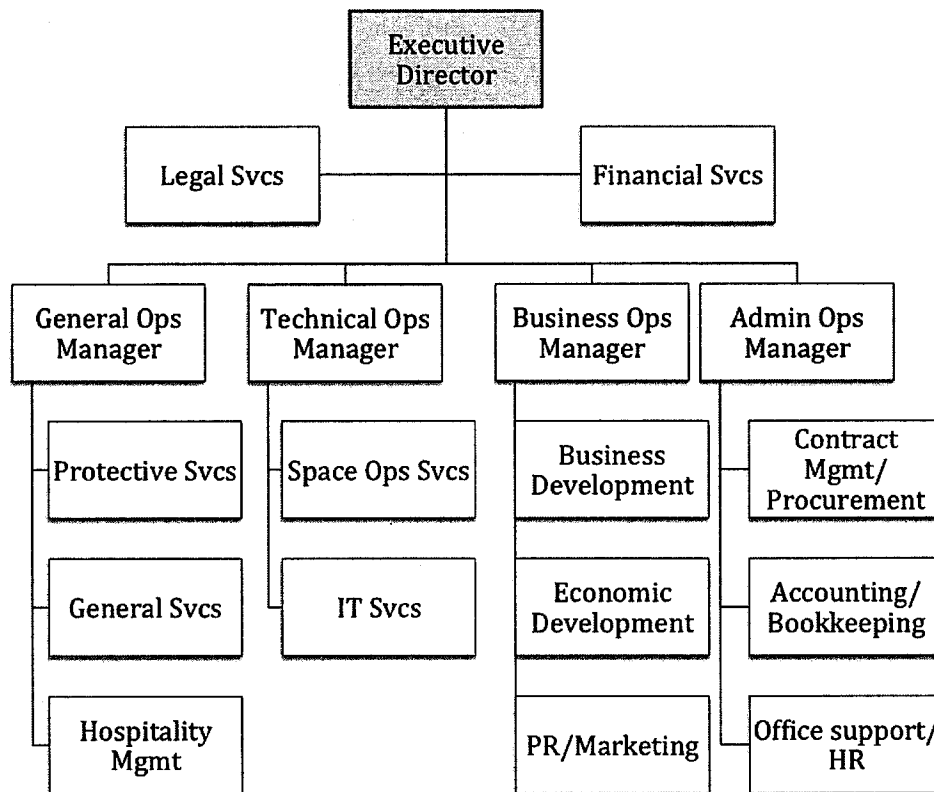 Executive
Director
Legal Svcs
Financial Svcs
General Ops
Manager
Technical Ops
Manager
Business Ops
Manager
Admin Ops
Manager
Protective Svcs
General Svcs
Hospitality
Mgmt
Space Ops Svcs
IT Svcs
Business
Development
Economic
Development
PR/Marketing
Contract
Mgmt/
Procurement
Accounting/
Bookkeeping
Office support/
HR